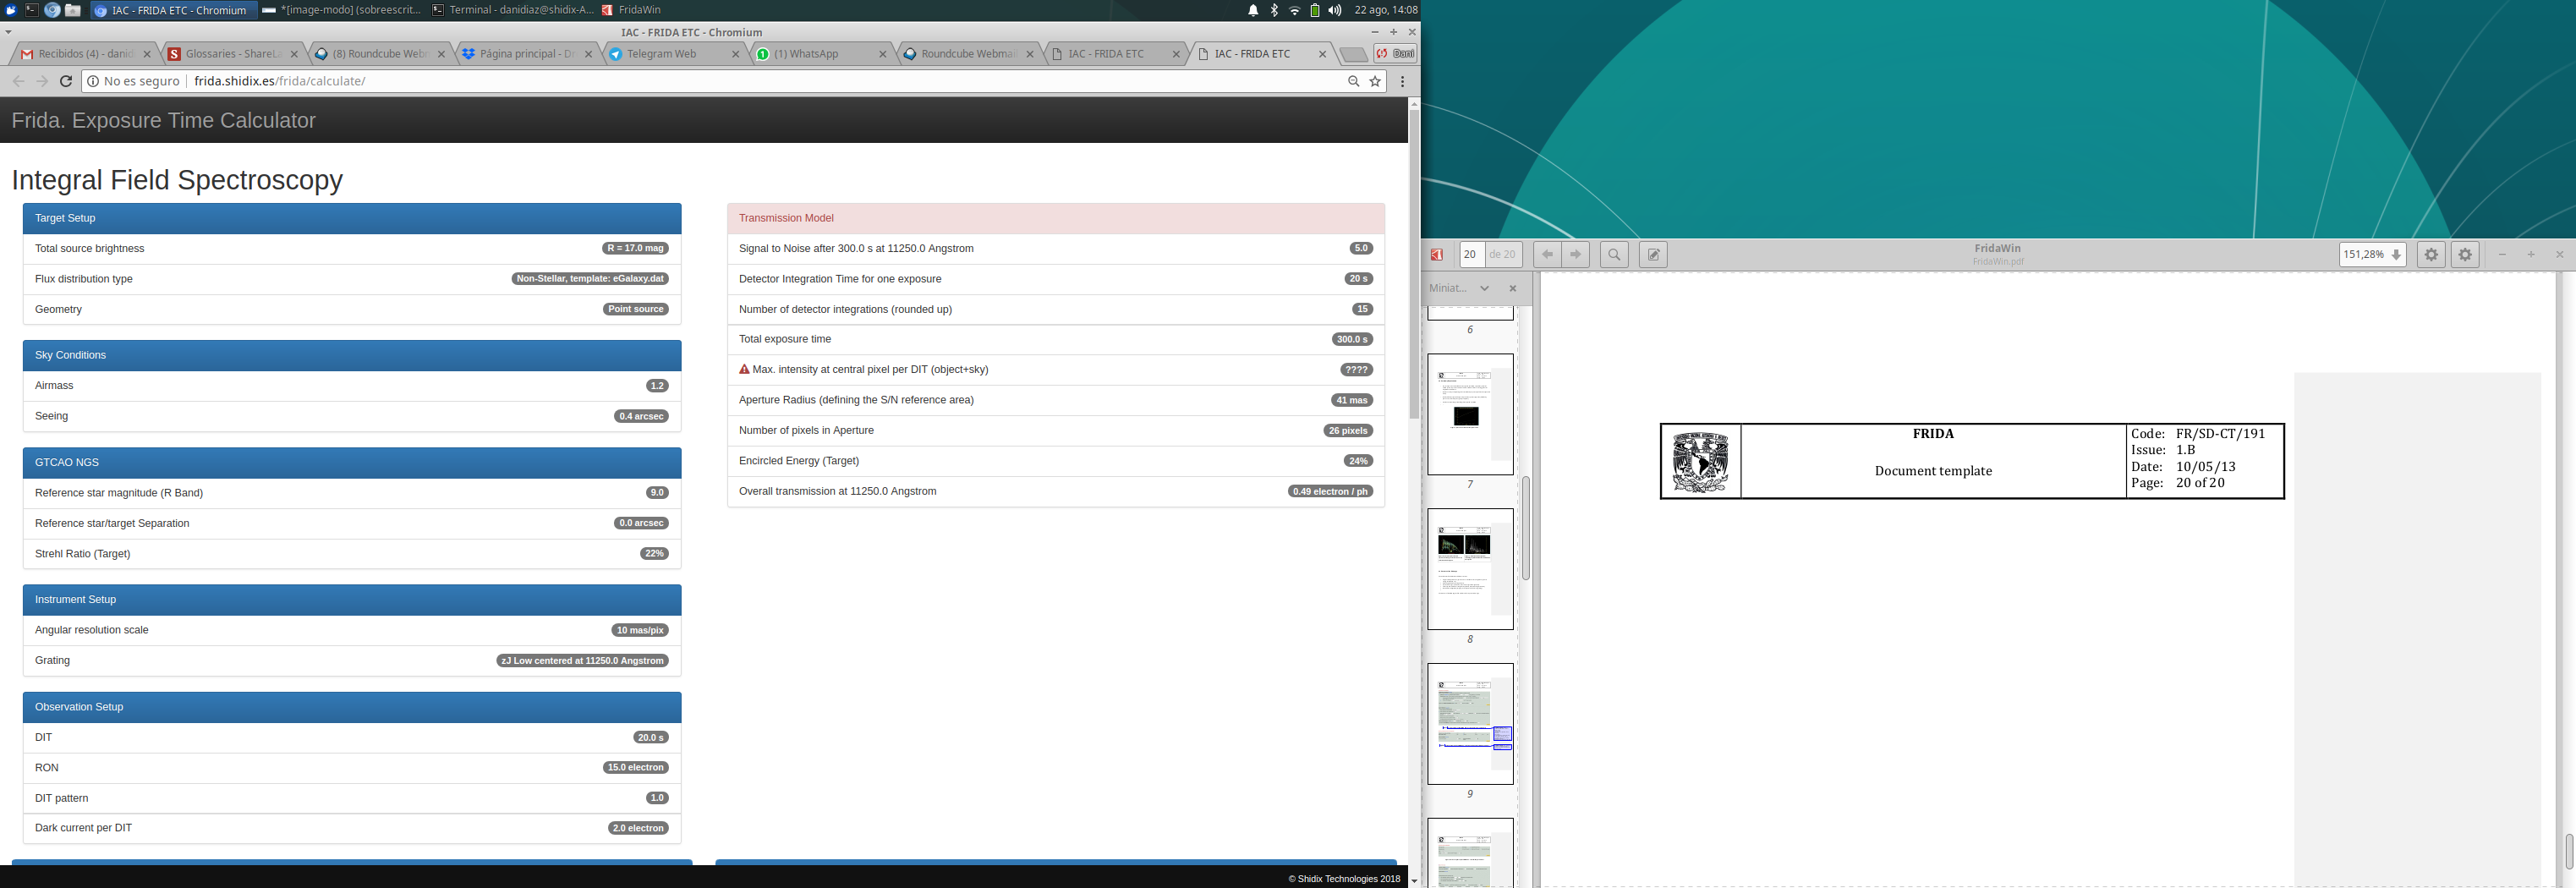 IAC - FRIDA ETC - Chromium
*[image-modo] (sobreescrit...
Terminal - danidiaz@shidix-A...
FridaWin
22 ago, 14:08
IAC - FRIDA ETC - Chromium
Recibidos (4) - danid
Glossaries - ShareLa
(8) Roundcube Webm
Página principal - Dr
Telegram Web
(1) WhatsApp
Roundcube Webmai
IAC - FRIDA ETC
IAC - FRIDA ETC
Dani
No es seguro
frida.shidix.es/frida/calculate/
Frida. Exposure Time Calculator
Integral Field Spectroscopy
Target Setup
Total source brightness R = 17.0 mag
Flux distribution type Non-Stellar, template: eGalaxy.dat
Geometry Point source
Sky Conditions
Airmass 1.2
Seeing 0.4 arcsec
GTCAO NGS
Reference star magnitude (R Band) 9.0
Reference star/target Separation 0.0 arcsec
Strehl Ratio (Target) 22%
Instrument Setup
Angular resolution scale 10 mas/pix
Grating zJ Low centered at 11250.0 Angstrom
Observation Setup
DIT 20.0 s
RON 15.0 electron
DIT pattern 1.0
Dark current per DIT 2.0 electron
Transmission Model
Signal to Noise after 300.0 s at 11250.0 Angstrom 5.0
Detector Integration Time for one exposure 20 s
Number of detector integrations (rounded up) 15
Total exposure time 300.0 s
Max. intensity at central pixel per DIT (object+sky) ????
Aperture Radius (defining the S/N reference area) 41 mas
Number of pixels in Aperture 26 pixels
Encircled Energy (Target) 24%
Overall transmission at 11250.0 Angstrom 0.49 electron / ph
© Shidix Technologies 2018
20 de 20
FridaWin
FridaWin.pdf
151,28%
Miniat...
6
7
8
9
FRIDA
Document template
Code: FR/SD-CT/191
Issue: 1.B
Date: 10/05/13
Page: 20 of 20